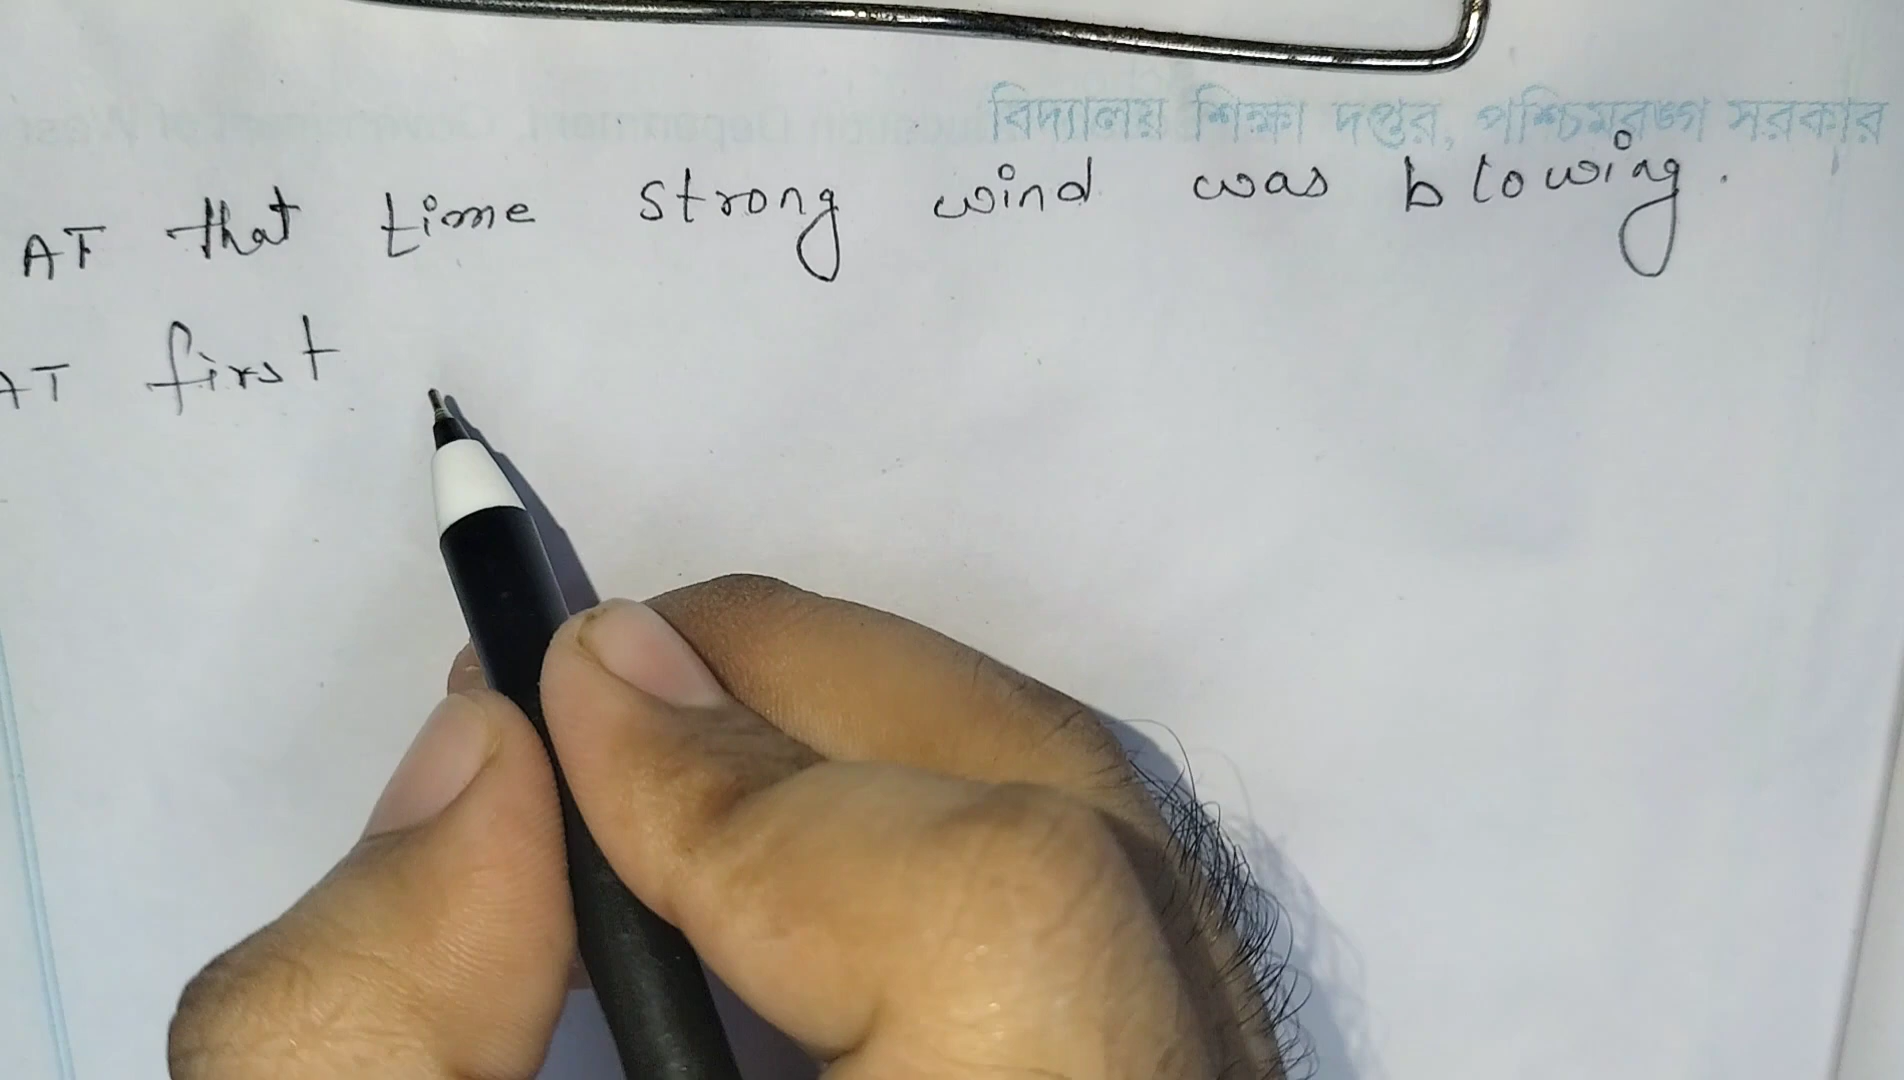 বিদ্যালয় শিক্ষা দপ্তর, পশ্চিমবঙ্গ সরকার
AT that time strong wind was blowing.
AT first